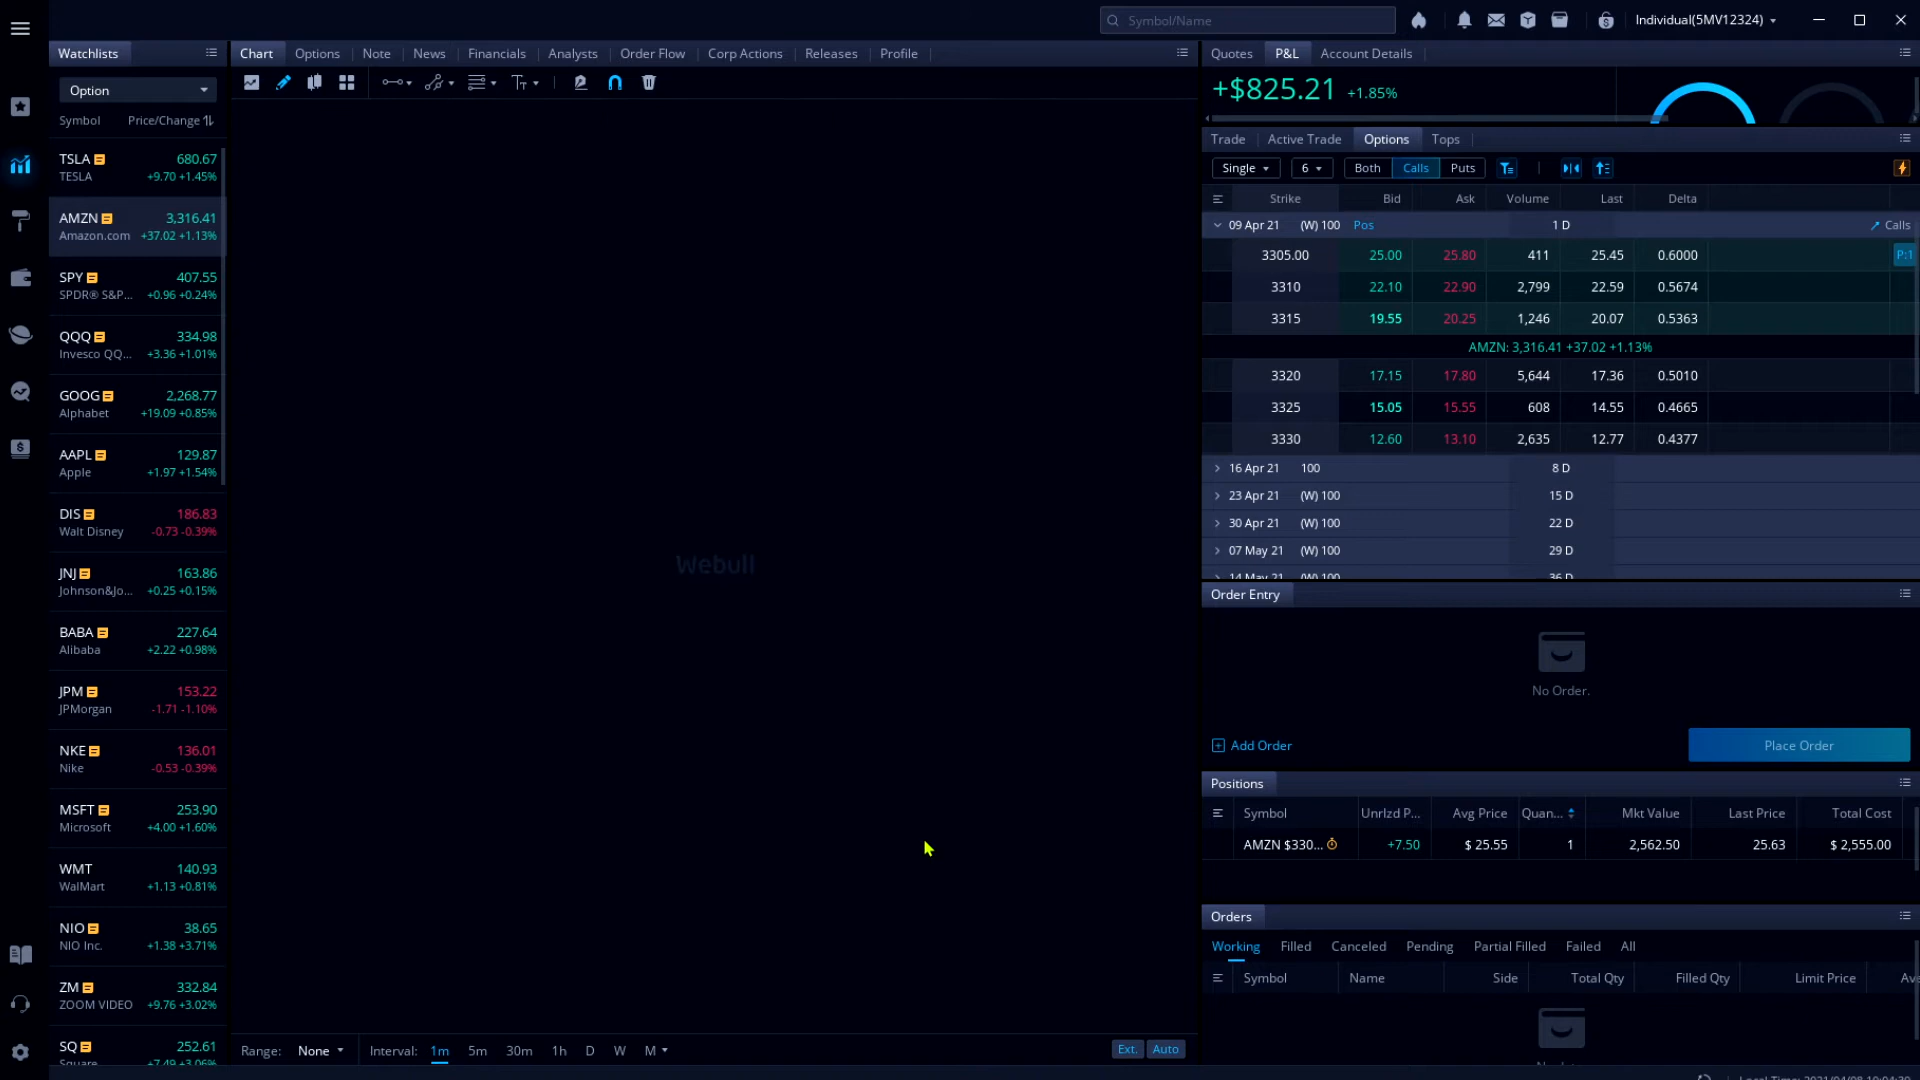 Symbol/Name
Individual(5MV12324)
Watchlists
Option
Symbol Price/Change
TSLA 680.67
TESLA +9.70 +1.45%
AMZN 3,316.41
Amazon.com +37.02 +1.13%
SPY 407.55
SPDR® S&P... +0.96 +0.24%
QQQ 334.98
Invesco QQ... +3.36 +1.01%
GOOG 2,268.77
Alphabet +19.09 +0.85%
AAPL 129.87
Apple +1.97 +1.54%
DIS 186.83
Walt Disney -0.73 -0.39%
JNJ 163.86
Johnson&Jo... +0.25 +0.15%
BABA 227.64
Alibaba +2.22 +0.98%
JPM 153.22
JPMorgan -1.71 -1.10%
NKE 136.01
Nike -0.53 -0.39%
MSFT 253.90
Microsoft +4.00 +1.60%
WMT 140.93
WalMart +1.13 +0.81%
NIO 38.65
NIO Inc. +1.38 +3.71%
ZM 332.84
ZOOM VIDEO +9.76 +3.02%
SQ 252.61
Square +7.49 +3.06%
Chart Options Note News Financials Analysts Order Flow Corp Actions Releases Profile
Webull
Range: None Interval: 1m 5m 30m 1h D W M Ext. Auto
Quotes P&L Account Details
+$825.21 +1.85%
Trade Active Trade Options Tops
Single 6 Both Calls Puts
Strike Bid Ask Volume Last Delta
09 Apr 21 (W) 100 Pos 1 D Calls
3305.00 25.00 25.80 411 25.45 0.6000 P:1
3310 22.10 22.90 2,799 22.59 0.5674
3315 19.55 20.25 1,246 20.07 0.5363
AMZN: 3,316.41 +37.02 +1.13%
3320 17.15 17.80 5,644 17.36 0.5010
3325 15.05 15.55 608 14.55 0.4665
3330 12.60 13.10 2,635 12.77 0.4377
16 Apr 21 100 8 D
23 Apr 21 (W) 100 15 D
30 Apr 21 (W) 100 22 D
07 May 21 (W) 100 29 D
14 May 21 (W) 100 36 D
Order Entry
No Order.
Add Order Place Order
Positions
Symbol Unrlzd P... Avg Price Quan... Mkt Value Last Price Total Cost
AMZN $330... +7.50 $ 25.55 1 2,562.50 25.63 $ 2,555.00
Orders
Working Filled Canceled Pending Partial Filled Failed All
Symbol Name Side Total Qty Filled Qty Limit Price